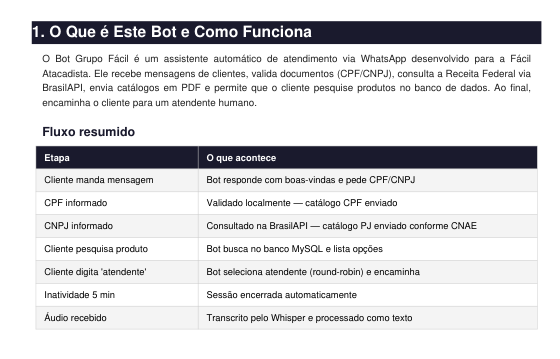 1. O Que é Este Bot e Como Funciona
O Bot Grupo Fácil é um assistente automático de atendimento via WhatsApp desenvolvido para a Fácil
Atacadista. Ele recebe mensagens de clientes, valida documentos (CPF/CNPJ), consulta a Receita Federal via
BrasilAPI, envia catálogos em PDF e permite que o cliente pesquise produtos no banco de dados. Ao final,
encaminha o cliente para um atendente humano.
Fluxo resumido
Etapa O que acontece
Cliente manda mensagem Bot responde com boas-vindas e pede CPF/CNPJ
CPF informado Validado localmente — catálogo CPF enviado
CNPJ informado Consultado na BrasilAPI — catálogo PJ enviado conforme CNAE
Cliente pesquisa produto Bot busca no banco MySQL e lista opções
Cliente digita 'atendente' Bot seleciona atendente (round-robin) e encaminha
Inatividade 5 min Sessão encerrada automaticamente
Áudio recebido Transcrito pelo Whisper e processado como texto